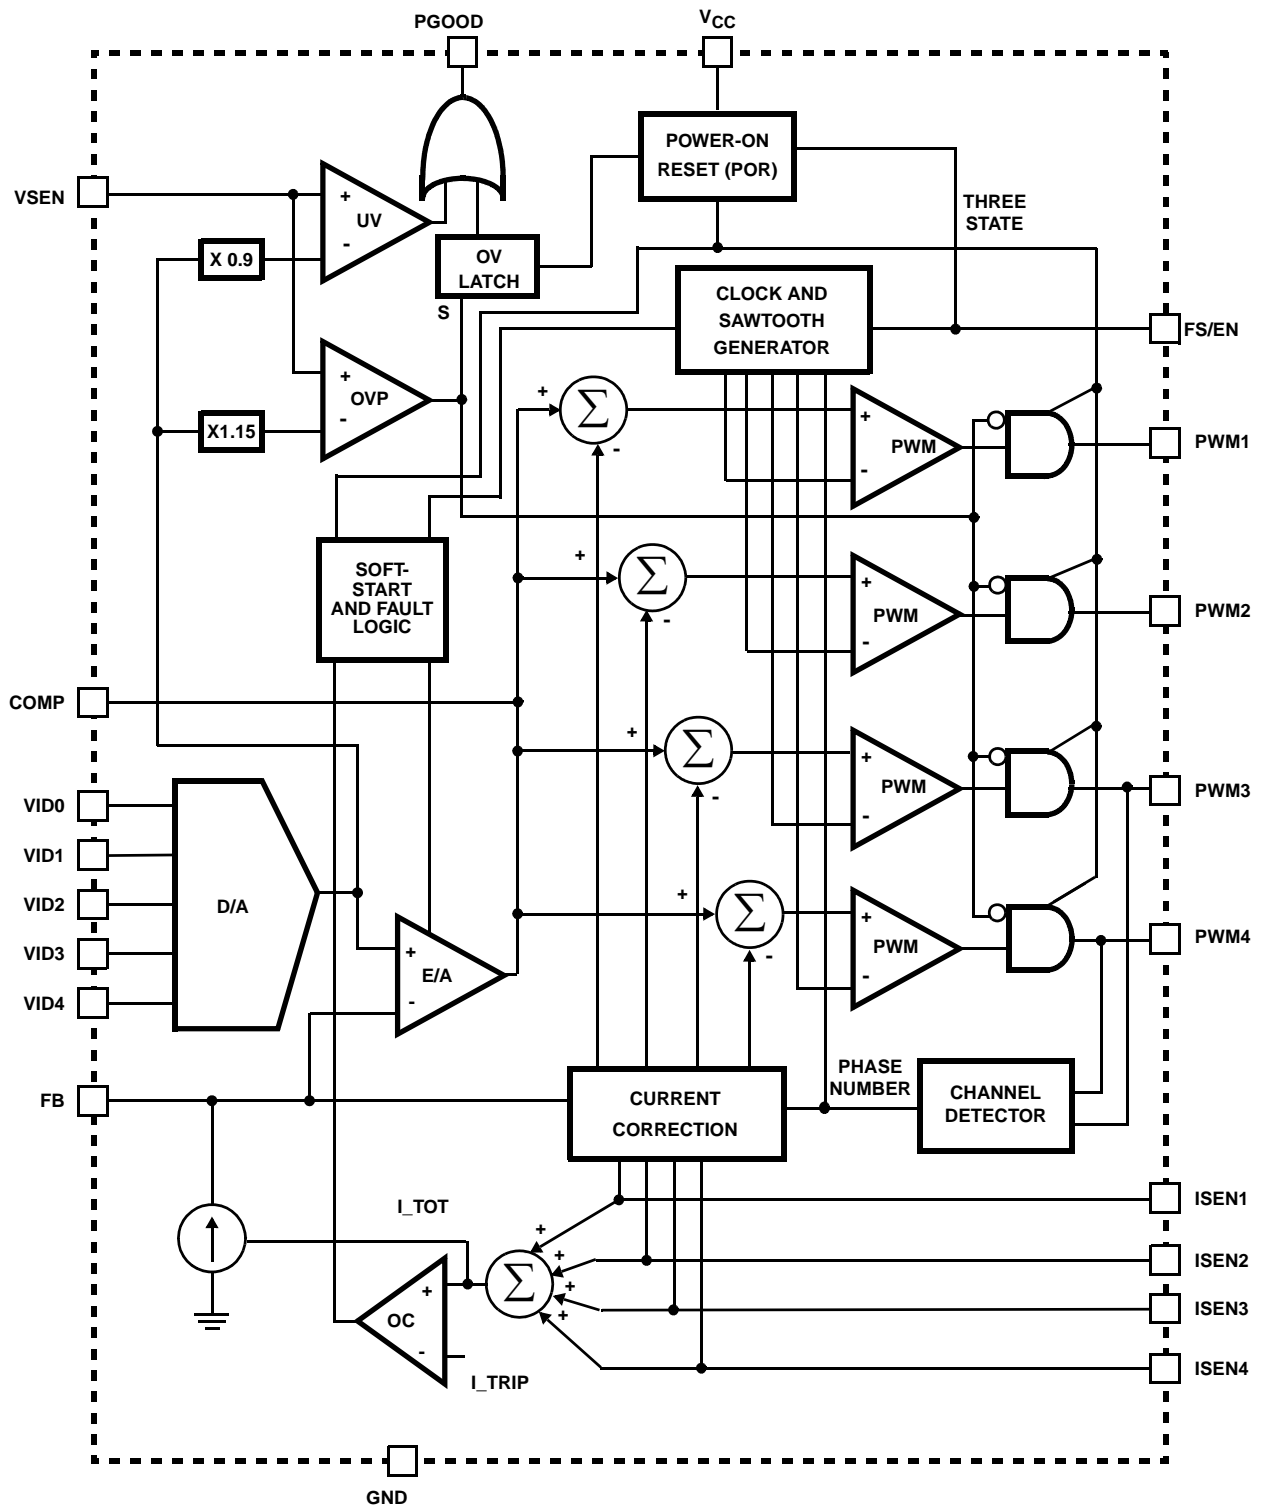 PGOOD
VCC
POWER-ON
RESET (POR)
VSEN
+
UV
-
THREE
STATE
X 0.9
OV
LATCH
S
CLOCK AND
SAWTOOTH
GENERATOR
FS/EN
+
OVP
-
X1.15
+
Σ
-
+
PWM
-
PWM1
SOFT-
START
AND FAULT
LOGIC
+
Σ
-
+
PWM
-
PWM2
COMP
+
Σ
-
+
PWM
-
PWM3
VID0
VID1
VID2
VID3
VID4
D/A
+
E/A
-
+
Σ
-
+
PWM
-
PWM4
FB
CURRENT
CORRECTION
PHASE
NUMBER
CHANNEL
DETECTOR
I_TOT
+
+
+
+
Σ
ISEN1
ISEN2
ISEN3
ISEN4
+
OC
-
I_TRIP
GND